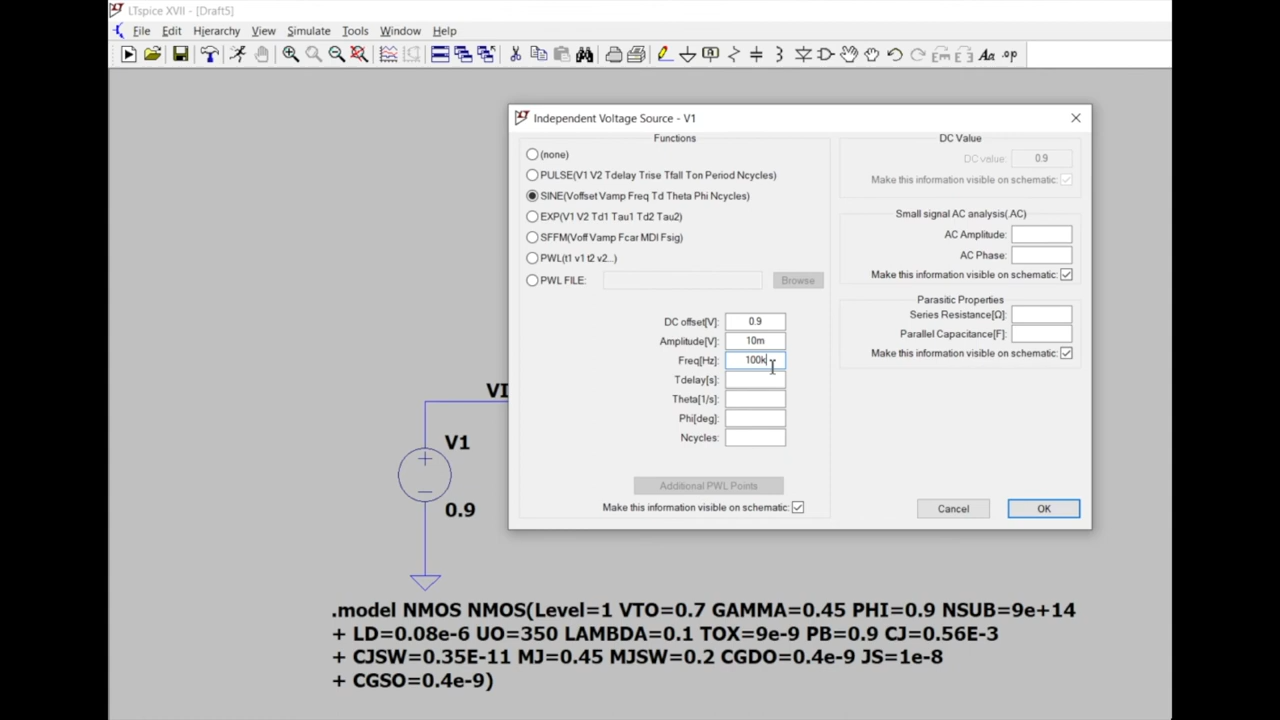 LTspice XVII - [Draft5]
File Edit Hierarchy View Simulate Tools Window Help
Independent Voltage Source - V1
Functions
(none)
PULSE(V1 V2 Tdelay Trise Tfall Ton Period Ncycles)
SINE(Voffset Vamp Freq Td Theta Phi Ncycles)
EXP(V1 V2 Td1 Tau1 Td2 Tau2)
SFFM(Voff Vamp Fcar MDI Fsig)
PWL(t1 v1 t2 v2...)
PWL FILE: Browse
DC offset[V]: 0.9
Amplitude[V]: 10m
Freq[Hz]: 100k
Tdelay[s]:
Theta[1/s]:
Phi[deg]:
Ncycles:
Additional PWL Points
Make this information visible on schematic:
DC Value
DC value: 0.9
Make this information visible on schematic:
Small signal AC analysis(.AC)
AC Amplitude:
AC Phase:
Make this information visible on schematic:
Parasitic Properties
Series Resistance[Ω]:
Parallel Capacitance[F]:
Make this information visible on schematic:
Cancel OK
VI
V1
0.9
.model NMOS NMOS(Level=1 VTO=0.7 GAMMA=0.45 PHI=0.9 NSUB=9e+14
+ LD=0.08e-6 UO=350 LAMBDA=0.1 TOX=9e-9 PB=0.9 CJ=0.56E-3
+ CJSW=0.35E-11 MJ=0.45 MJSW=0.2 CGDO=0.4e-9 JS=1e-8
+ CGSO=0.4e-9)